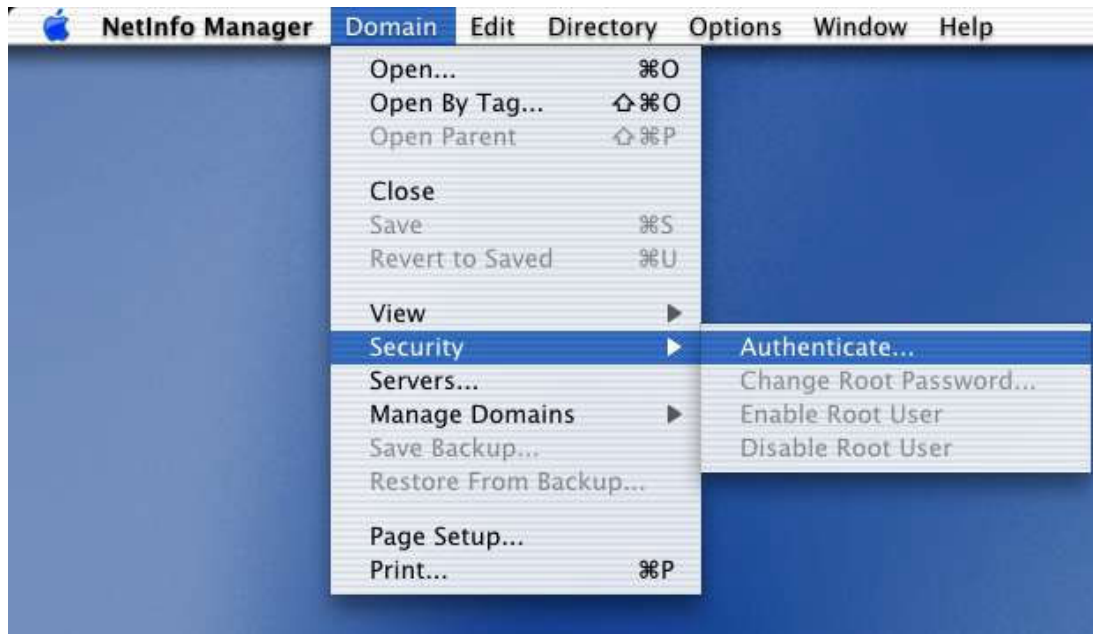 NetInfo Manager Domain Edit Directory Options Window Help
Open... ⌘O
Open By Tag... ⇧⌘O
Open Parent ⇧⌘P
Close
Save ⌘S
Revert to Saved ⌘U
View ▶
Security ▶
Authenticate...
Change Root Password...
Enable Root User
Disable Root User
Servers...
Manage Domains ▶
Save Backup...
Restore From Backup...
Page Setup...
Print... ⌘P